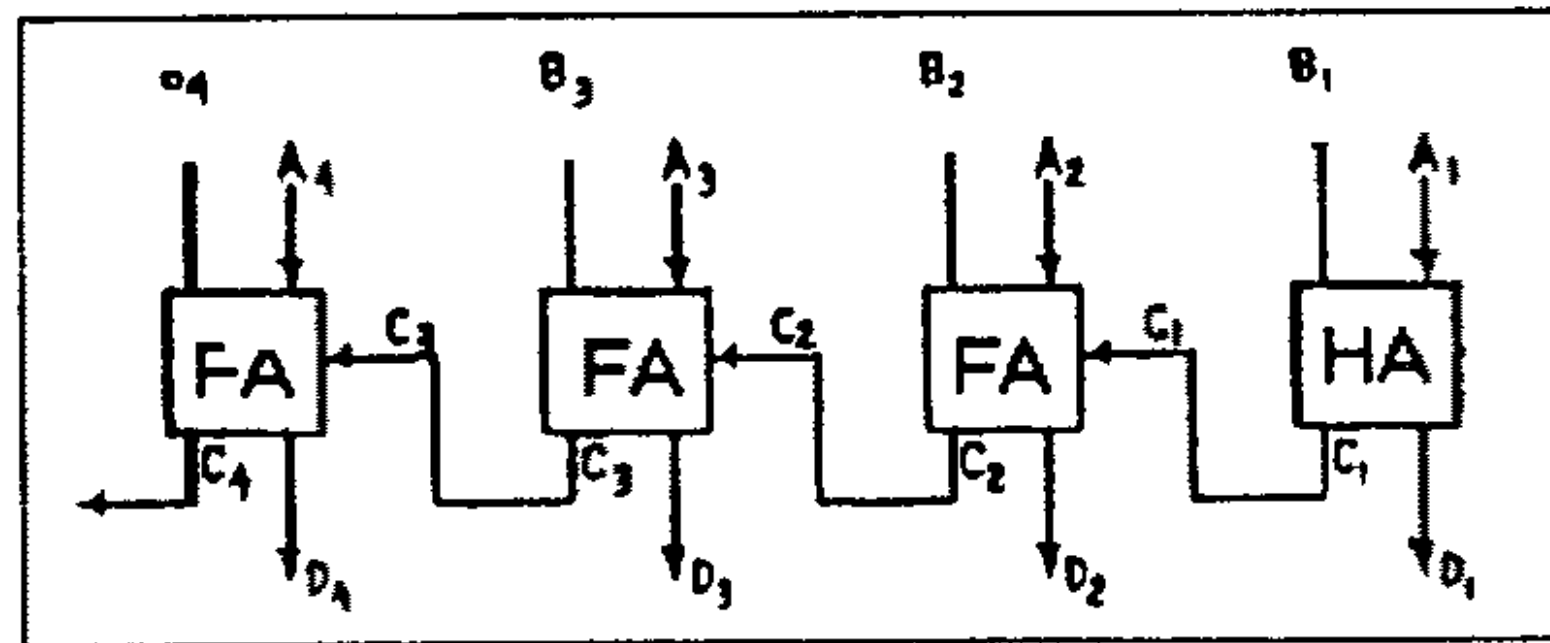 B₃ B₂ B₁
A₄ A₃ A₂ A₁
C₃ C₂ C₁
FA FA FA HA
C₄ C₃ C₂ C₁
D₄ D₃ D₂ D₁